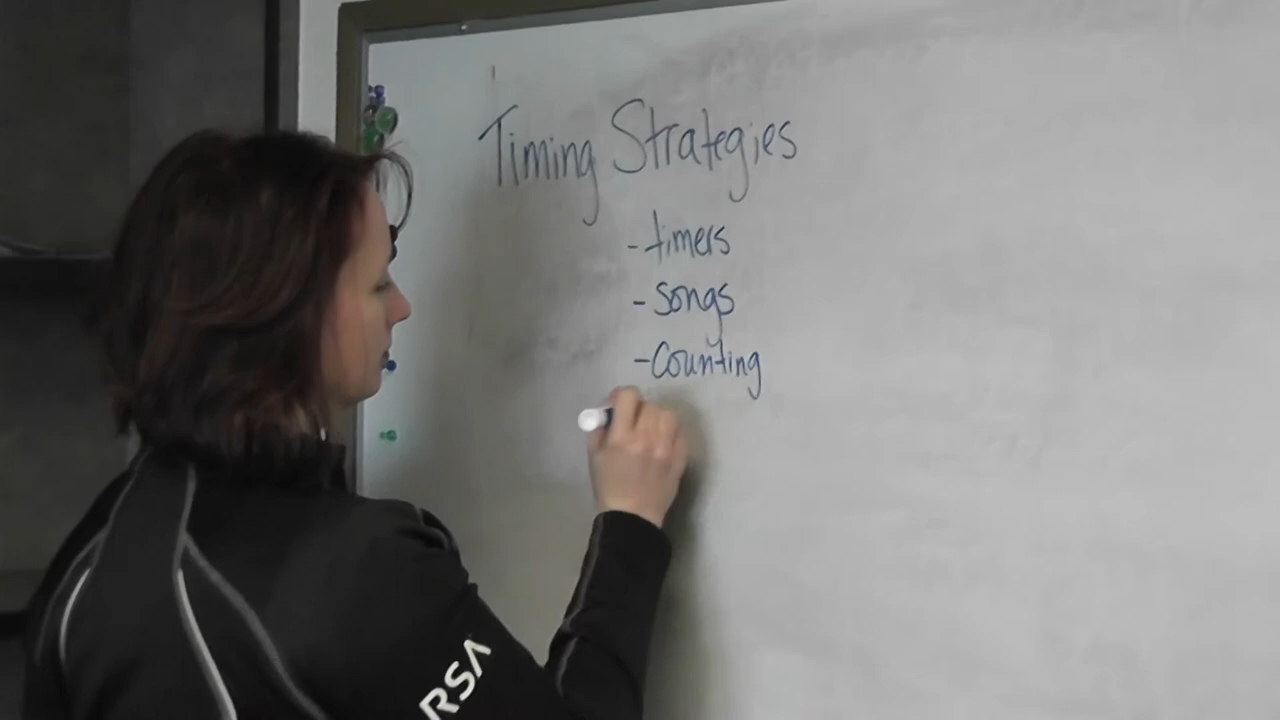 Timing Strategies
- timers
- songs
- Counting
RSA